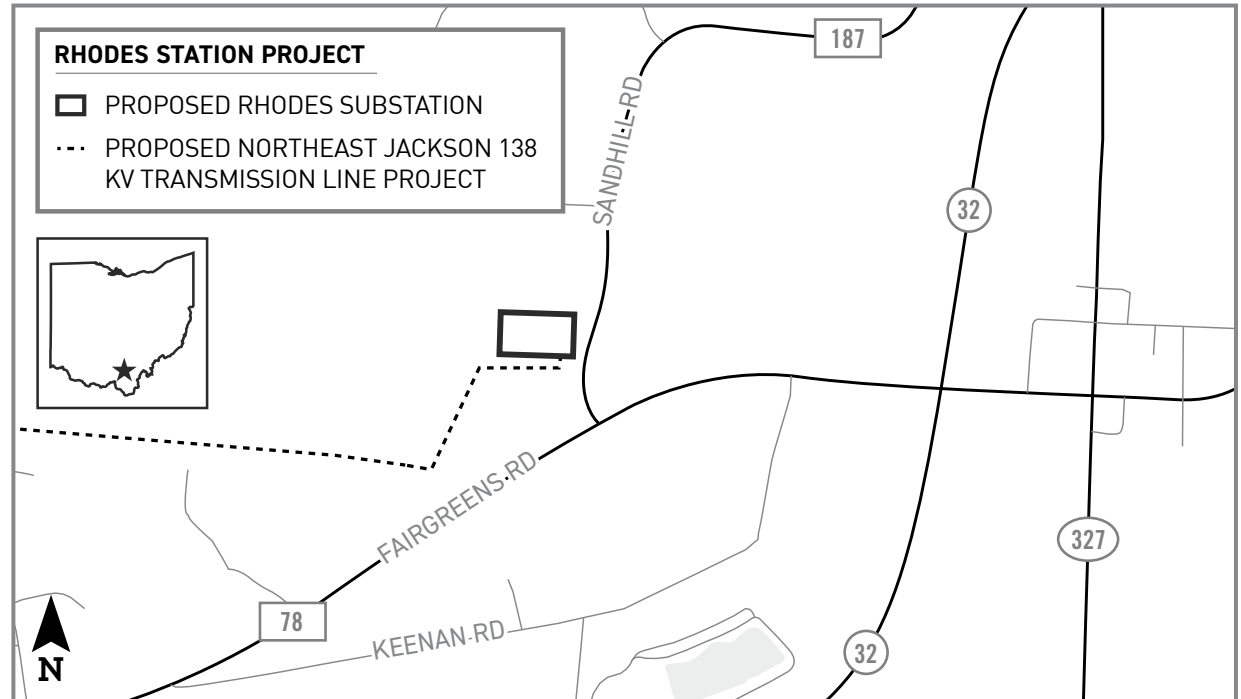 RHODES STATION PROJECT
PROPOSED RHODES SUBSTATION
PROPOSED NORTHEAST JACKSON 138
KV TRANSMISSION LINE PROJECT
187
SANDHILL RD
32
FAIRGREENS RD
327
78
KEENAN RD
32
N